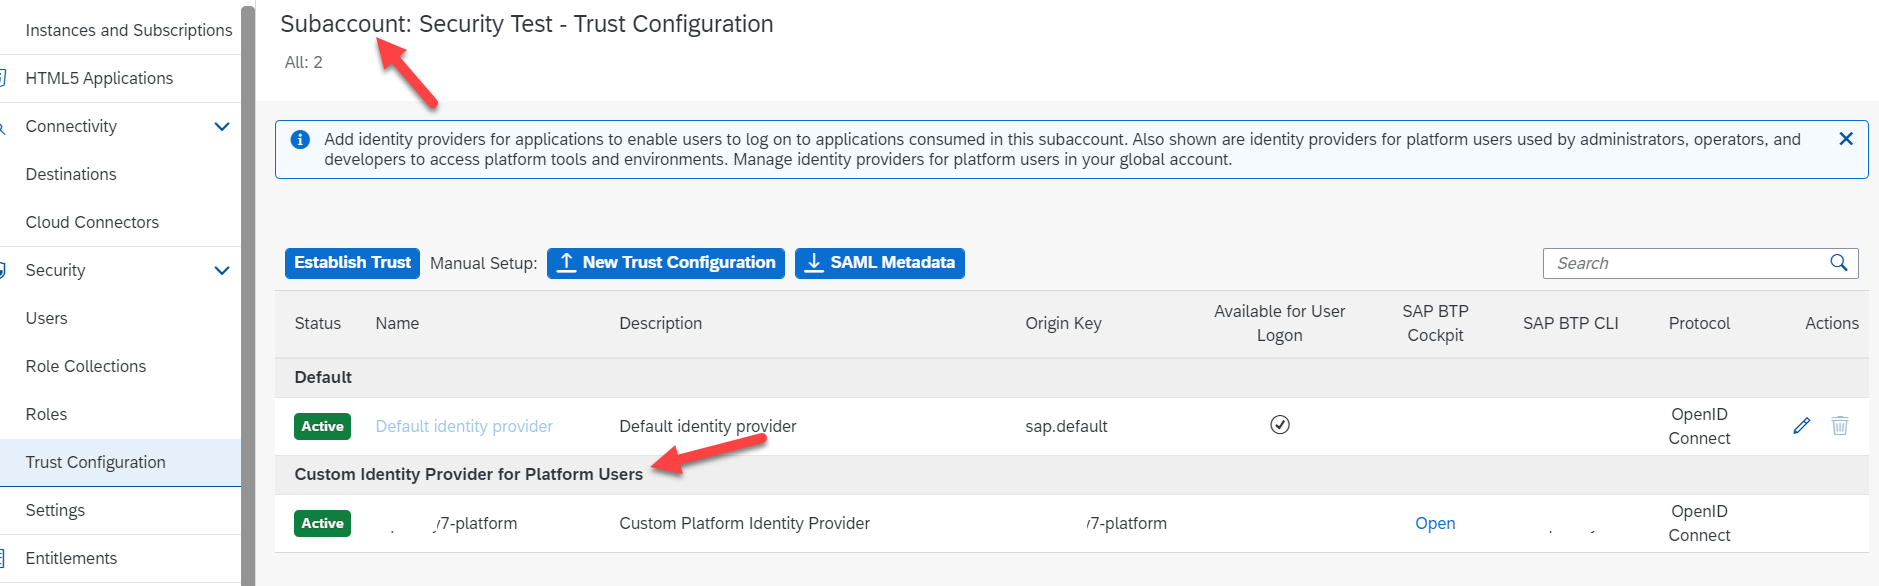 Instances and Subscriptions
HTML5 Applications
Connectivity
Destinations
Cloud Connectors
Security
Users
Role Collections
Roles
Trust Configuration
Settings
Entitlements
Subaccount: Security Test - Trust Configuration
All: 2
Add identity providers for applications to enable users to log on to applications consumed in this subaccount. Also shown are identity providers for platform users used by administrators, operators, and
developers to access platform tools and environments. Manage identity providers for platform users in your global account.
Establish Trust Manual Setup: New Trust Configuration SAML Metadata Search
Status Name Description Origin Key Available for User Logon SAP BTP Cockpit SAP BTP CLI Protocol Actions
Default
Active Default identity provider Default identity provider sap.default OpenID Connect
Custom Identity Provider for Platform Users
Active 7-platform Custom Platform Identity Provider 7-platform Open OpenID Connect